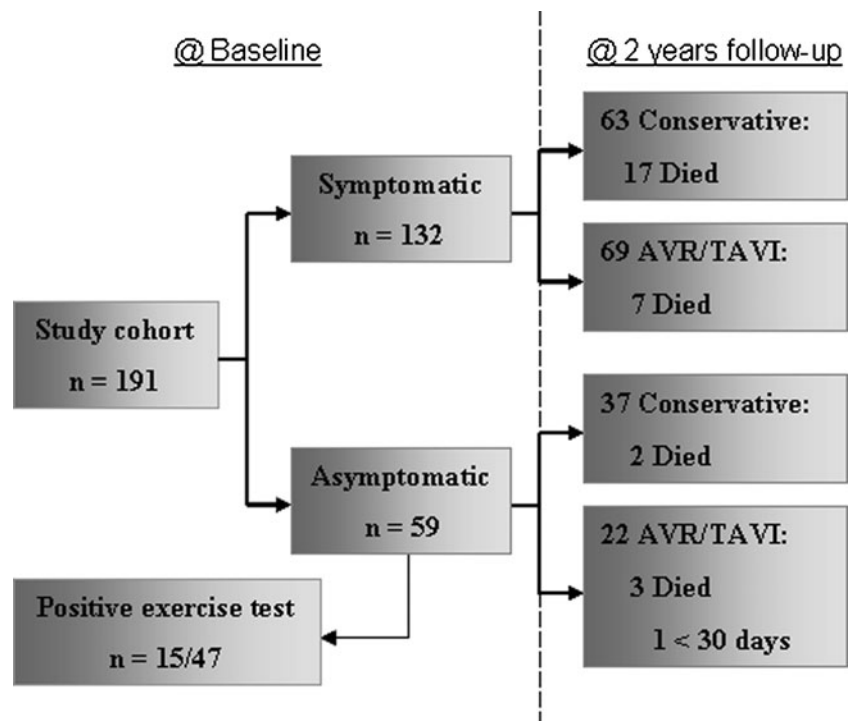 @ Baseline
@ 2 years follow-up
Study cohort
n = 191
Symptomatic
n = 132
63 Conservative:
17 Died
69 AVR/TAVI:
7 Died
Asymptomatic
n = 59
37 Conservative:
2 Died
22 AVR/TAVI:
3 Died
1 < 30 days
Positive exercise test
n = 15/47